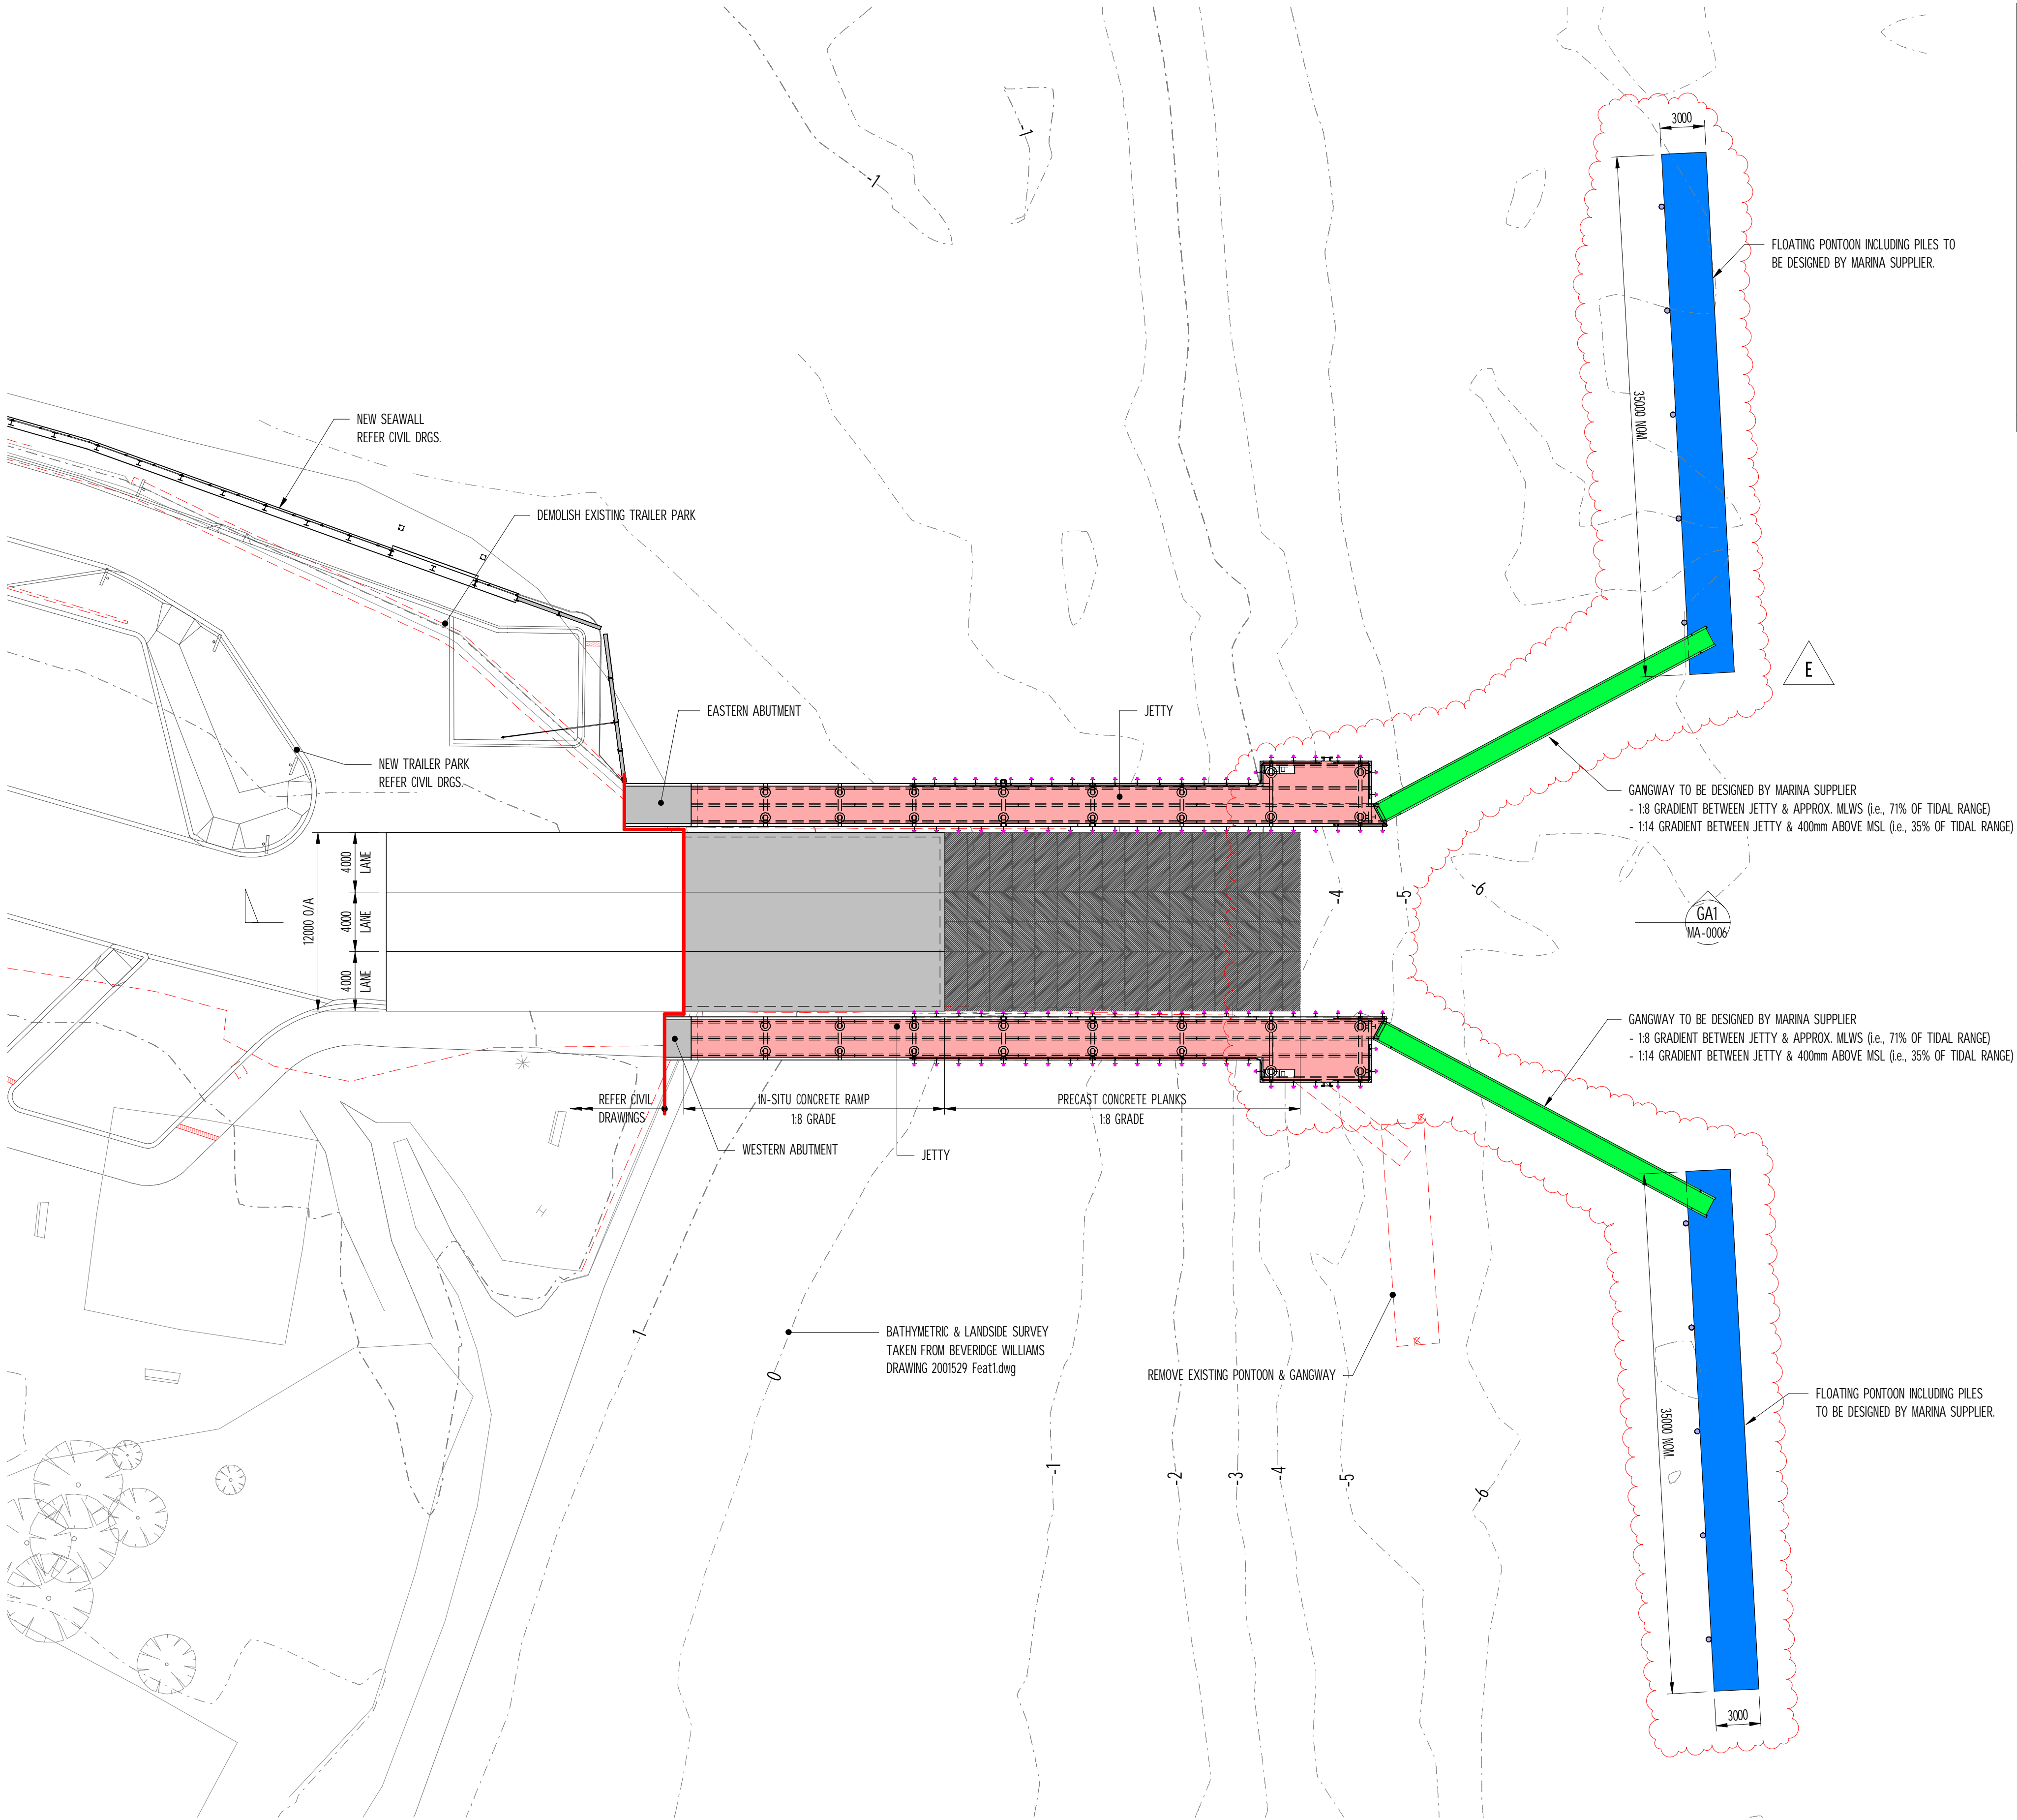 -1
-1
3000
FLOATING PONTOON INCLUDING PILES TO
BE DESIGNED BY MARINA SUPPLIER.
35000 NOM.
NEW SEAWALL
REFER CIVIL DRGS.
DEMOLISH EXISTING TRAILER PARK
E
EASTERN ABUTMENT
JETTY
NEW TRAILER PARK
REFER CIVIL DRGS.
GANGWAY TO BE DESIGNED BY MARINA SUPPLIER
- 1:8 GRADIENT BETWEEN JETTY & APPROX. MLWS (i.e., 71% OF TIDAL RANGE)
- 1:14 GRADIENT BETWEEN JETTY & 400mm ABOVE MSL (i.e., 35% OF TIDAL RANGE)
12000 O/A
4000
LANE
4000
LANE
4000
LANE
-4
-5
-6
GA1
MA-0006
GANGWAY TO BE DESIGNED BY MARINA SUPPLIER
- 1:8 GRADIENT BETWEEN JETTY & APPROX. MLWS (i.e., 71% OF TIDAL RANGE)
- 1:14 GRADIENT BETWEEN JETTY & 400mm ABOVE MSL (i.e., 35% OF TIDAL RANGE)
REFER CIVIL
DRAWINGS
IN-SITU CONCRETE RAMP
1:8 GRADE
PRECAST CONCRETE PLANKS
1:8 GRADE
WESTERN ABUTMENT
JETTY
1
0
BATHYMETRIC & LANDSIDE SURVEY
TAKEN FROM BEVERIDGE WILLIAMS
DRAWING 2001529 Feat1.dwg
REMOVE EXISTING PONTOON & GANGWAY
FLOATING PONTOON INCLUDING PILES
TO BE DESIGNED BY MARINA SUPPLIER.
35000 NOM.
-1
-2
-3
-4
-5
-6
3000